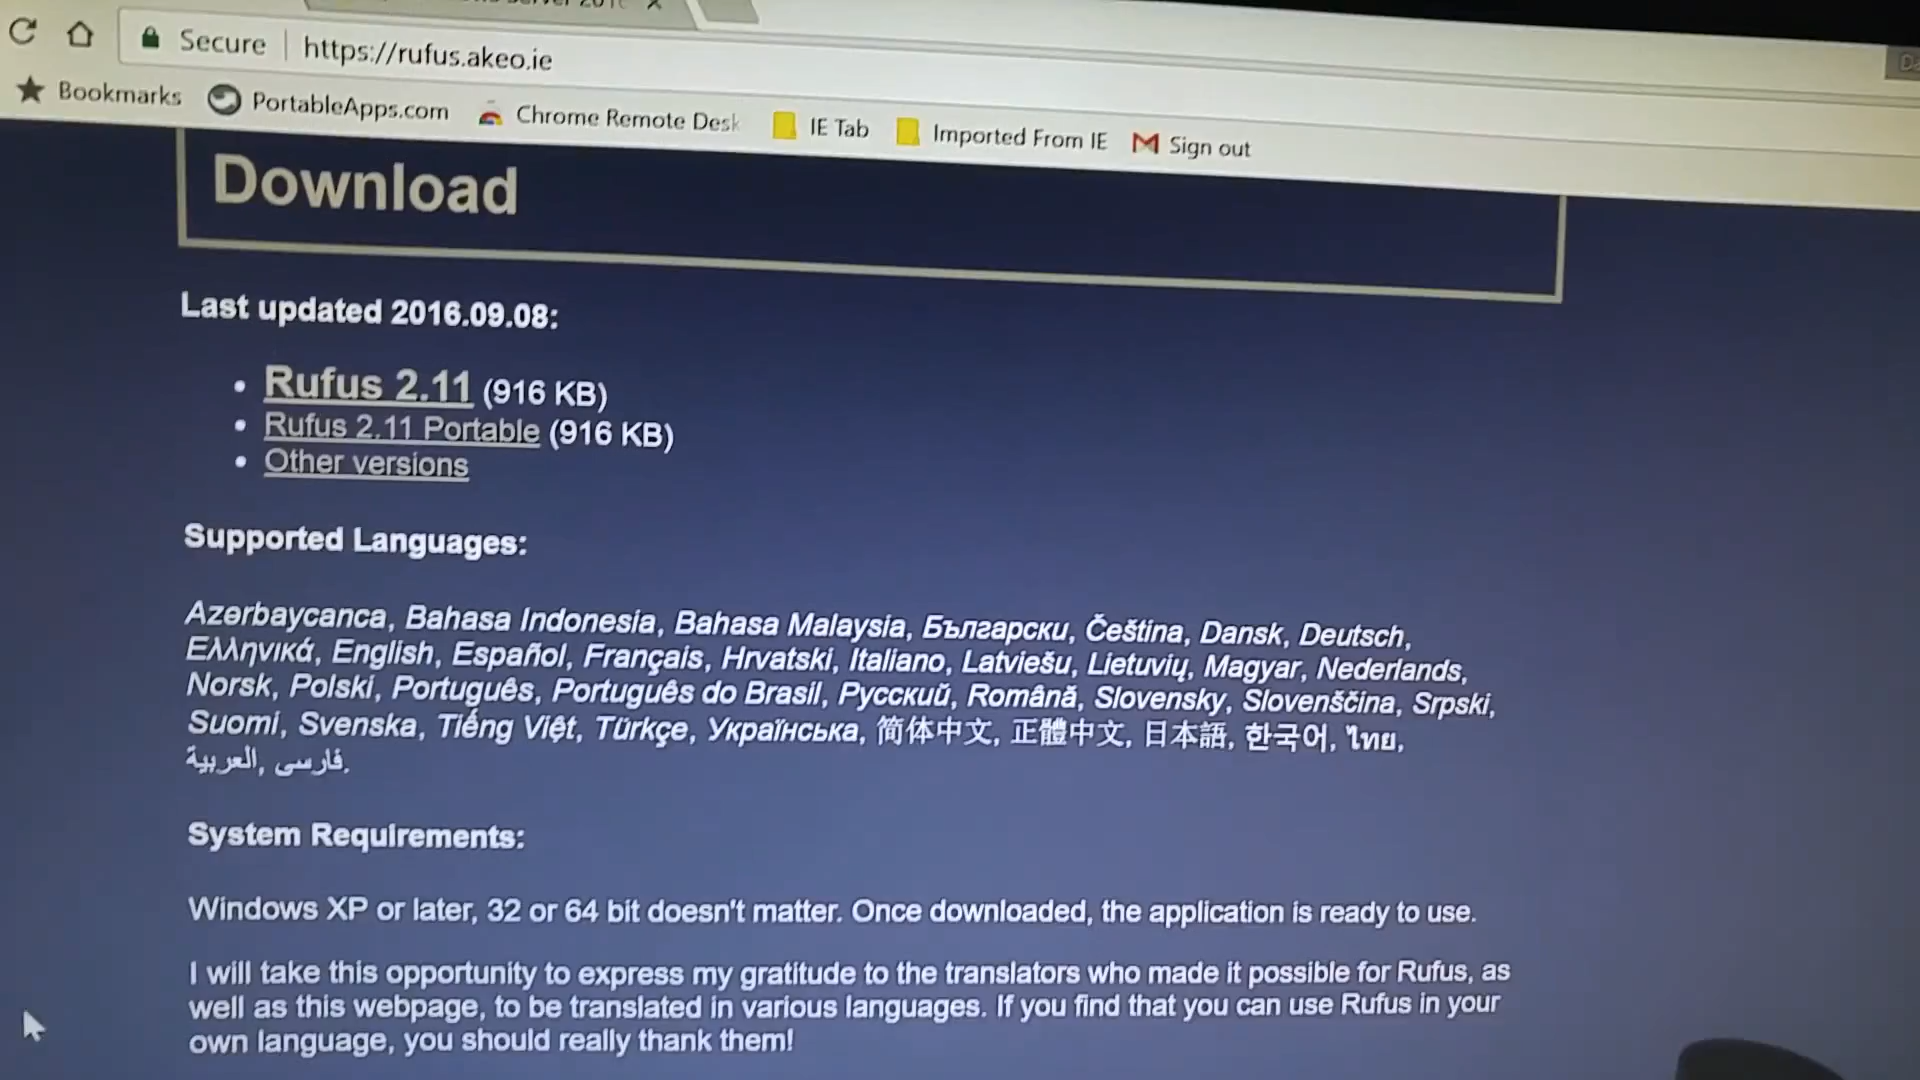 Secure https://rufus.akeo.ie
Bookmarks PortableApps.com Chrome Remote Desk IE Tab Imported From IE Sign out
Download
Last updated 2016.09.08:
Rufus 2.11 (916 KB)
Rufus 2.11 Portable (916 KB)
Other versions
Supported Languages:
Azərbaycanca, Bahasa Indonesia, Bahasa Malaysia, Български, Čeština, Dansk, Deutsch,
Ελληνικά, English, Español, Français, Hrvatski, Italiano, Latviešu, Lietuvių, Magyar, Nederlands,
Norsk, Polski, Português, Português do Brasil, Русский, Română, Slovensky, Slovenščina, Srpski,
Suomi, Svenska, Tiếng Việt, Türkçe, Українська, 简体中文, 正體中文, 日本語, 한국어, ไทย,
العربية, فارسی.
System Requirements:
Windows XP or later, 32 or 64 bit doesn't matter. Once downloaded, the application is ready to use.
I will take this opportunity to express my gratitude to the translators who made it possible for Rufus, as
well as this webpage, to be translated in various languages. If you find that you can use Rufus in your
own language, you should really thank them!